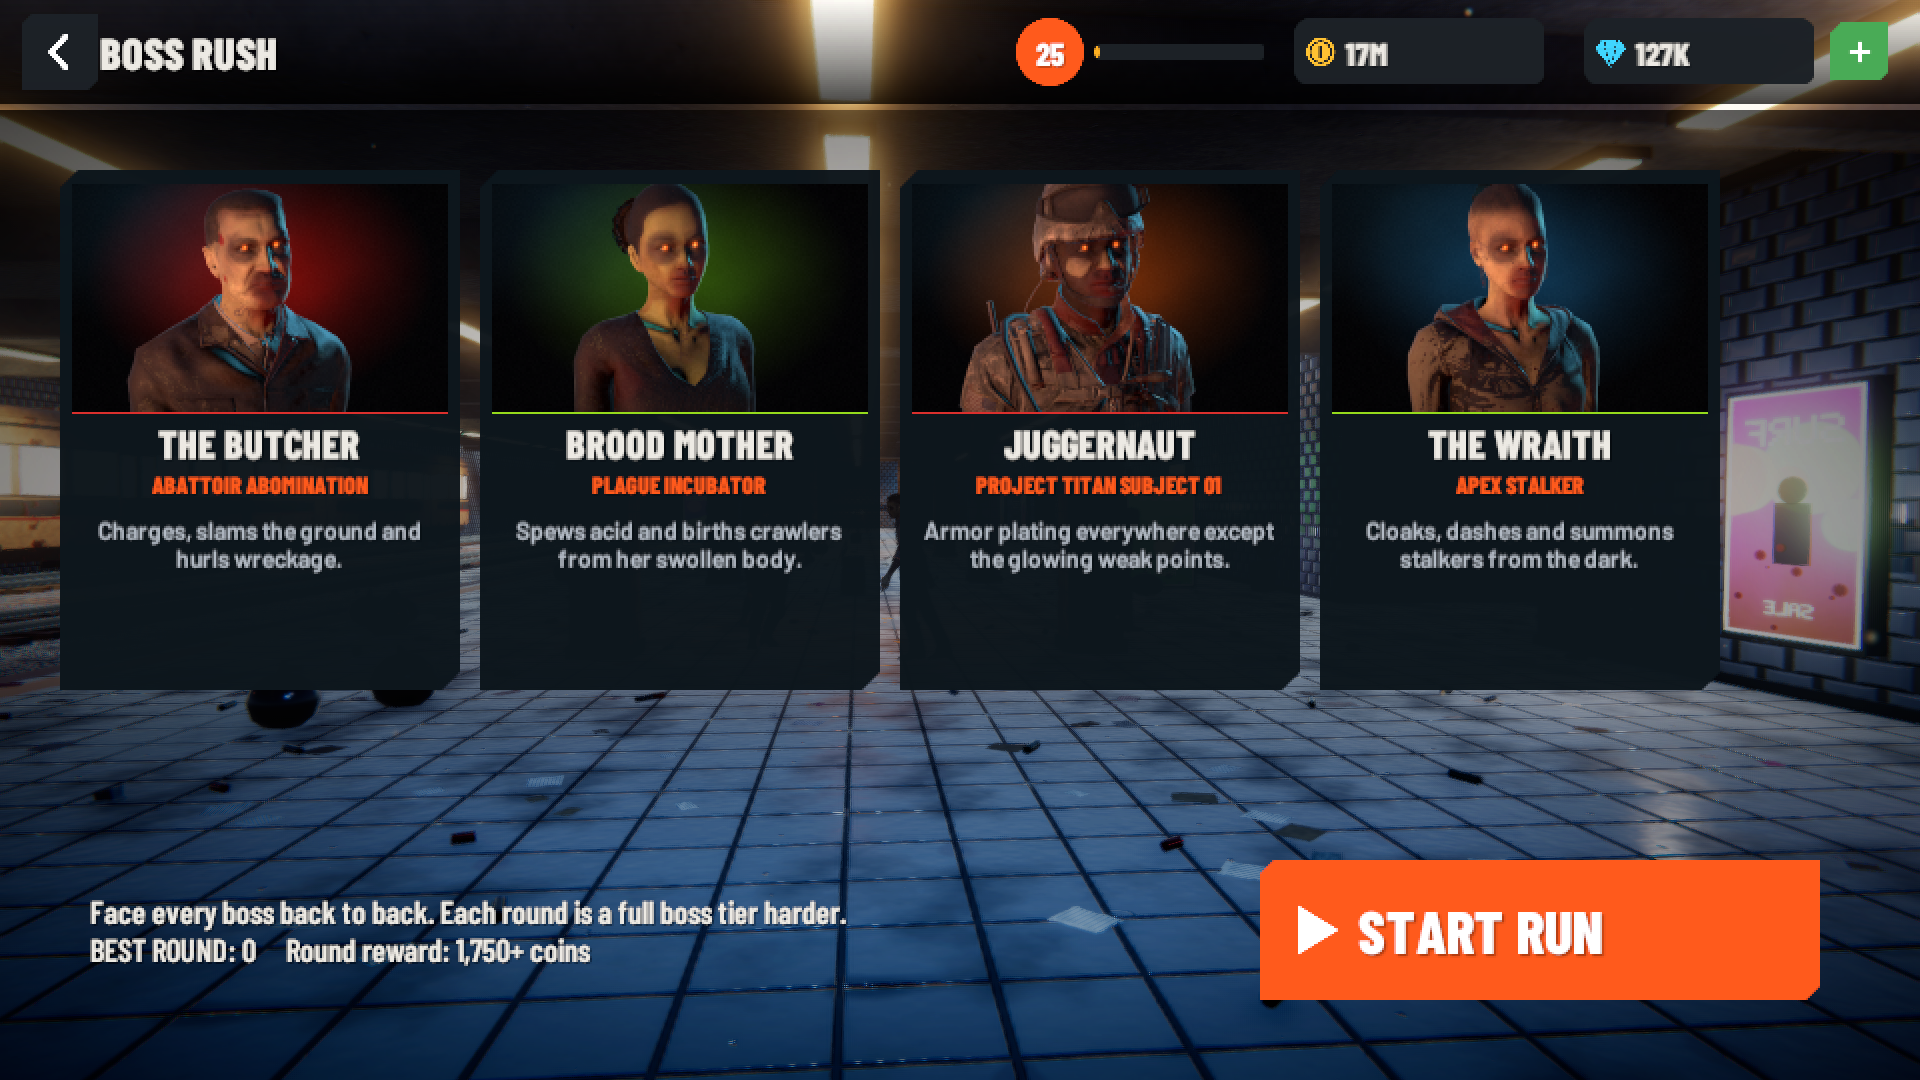 BOSS RUSH
25
17M
127K
THE BUTCHER
ABATTOIR ABOMINATION
Charges, slams the ground and
hurls wreckage.
BROOD MOTHER
PLAGUE INCUBATOR
Spews acid and births crawlers
from her swollen body.
JUGGERNAUT
PROJECT TITAN SUBJECT 01
Armor plating everywhere except
the glowing weak points.
THE WRAITH
APEX STALKER
Cloaks, dashes and summons
stalkers from the dark.
SALE
Face every boss back to back. Each round is a full boss tier harder.
BEST ROUND: 0 Round reward: 1,750+ coins
START RUN